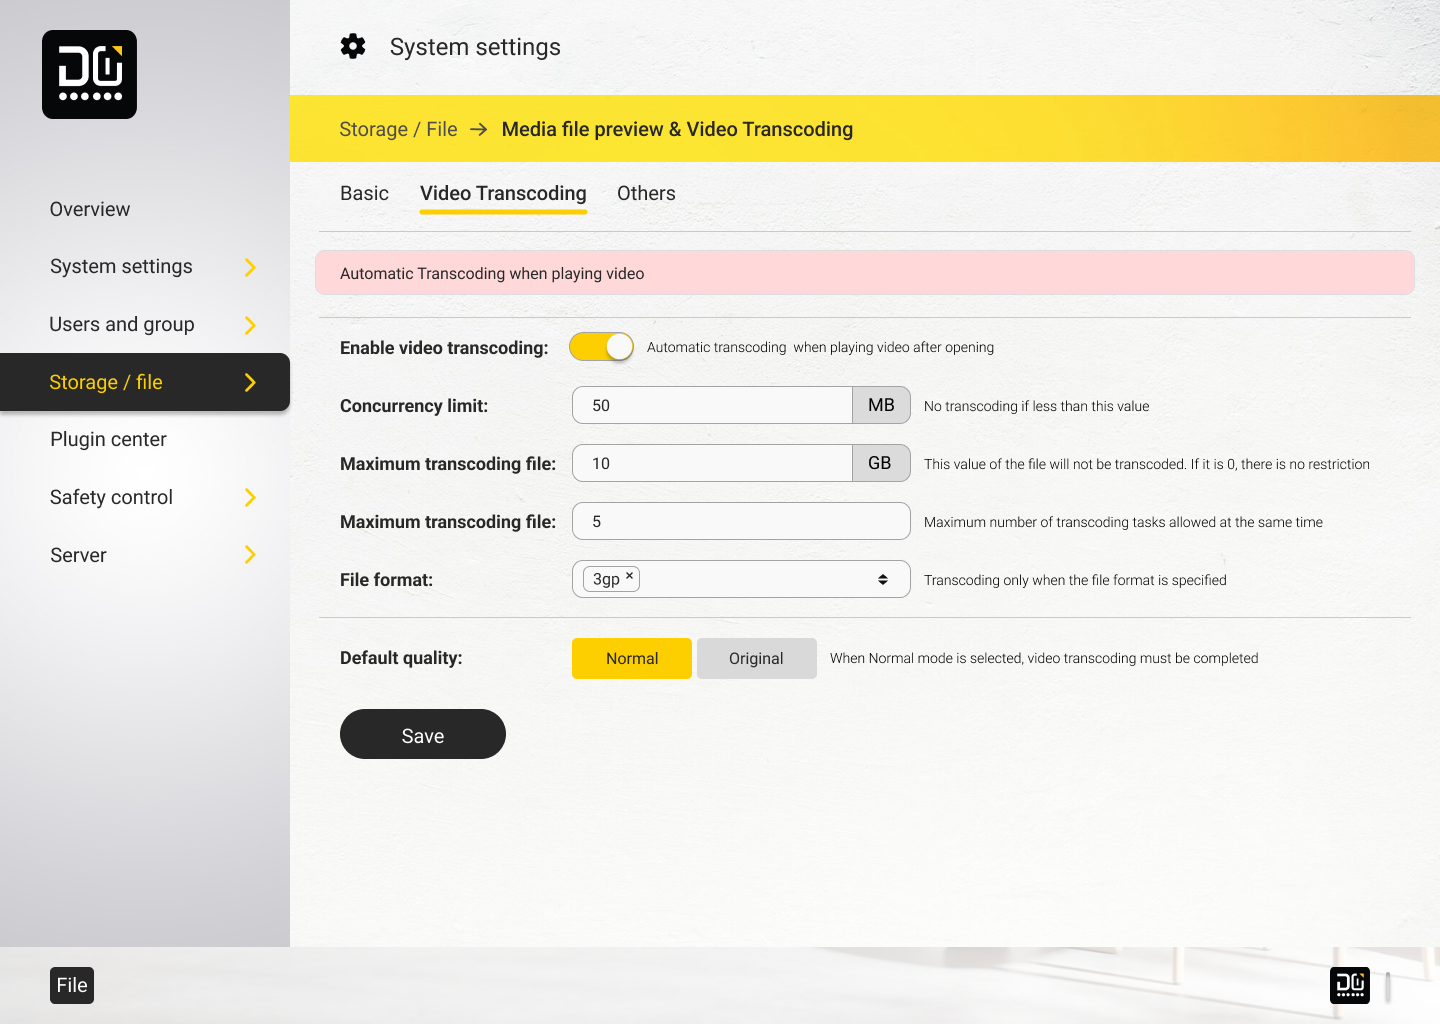 System settings
Storage / File → Media file preview & Video Transcoding
Overview
System settings
Users and group
Storage / file
Plugin center
Safety control
Server
Basic Video Transcoding Others
Automatic Transcoding when playing video
Enable video transcoding: Automatic transcoding when playing video after opening
Concurrency limit: 50 MB No transcoding if less than this value
Maximum transcoding file: 10 GB This value of the file will not be transcoded. If it is 0, there is no restriction
Maximum transcoding file: 5 Maximum number of transcoding tasks allowed at the same time
File format: 3gp × Transcoding only when the file format is specified
Default quality: Normal Original When Normal mode is selected, video transcoding must be completed
Save
File